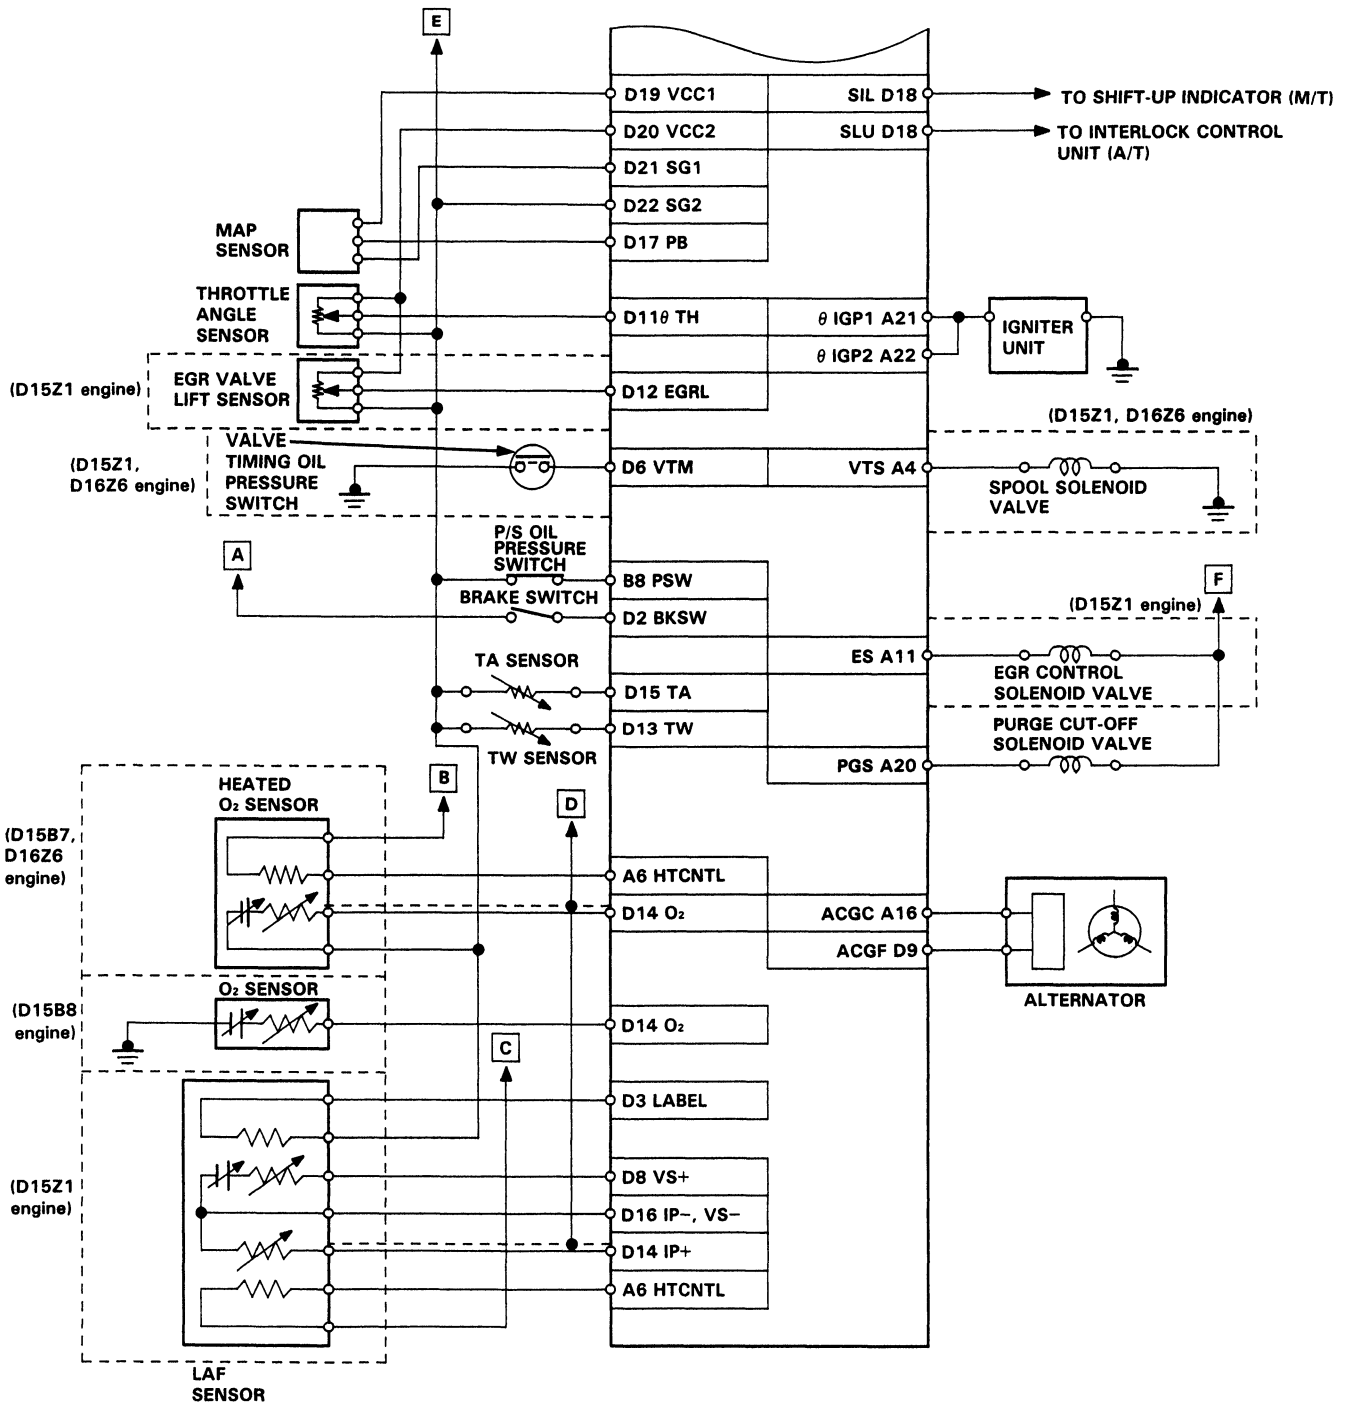 E
D19 VCC1
SIL D18
TO SHIFT-UP INDICATOR (M/T)
D20 VCC2
SLU D18
TO INTERLOCK CONTROL
UNIT (A/T)
D21 SG1
D22 SG2
MAP
SENSOR
D17 PB
THROTTLE
ANGLE
SENSOR
D11θ TH
θ IGP1 A21
IGNITER
UNIT
θ IGP2 A22
(D15Z1 engine)
EGR VALVE
LIFT SENSOR
D12 EGRL
(D15Z1, D16Z6 engine)
(D15Z1,
D16Z6 engine)
VALVE
TIMING OIL
PRESSURE
SWITCH
D6 VTM
VTS A4
SPOOL SOLENOID
VALVE
A
P/S OIL
PRESSURE
SWITCH
B8 PSW
BRAKE SWITCH
D2 BKSW
F
(D15Z1 engine)
TA SENSOR
ES A11
EGR CONTROL
SOLENOID VALVE
D15 TA
D13 TW
TW SENSOR
PURGE CUT-OFF
SOLENOID VALVE
PGS A20
HEATED
O₂ SENSOR
B
D
(D15B7,
D16Z6
engine)
A6 HTCNTL
D14 O₂
ACGC A16
ACGF D9
ALTERNATOR
O₂ SENSOR
(D15B8
engine)
D14 O₂
C
D3 LABEL
(D15Z1
engine)
D8 VS+
D16 IP−, VS−
D14 IP+
A6 HTCNTL
LAF
SENSOR